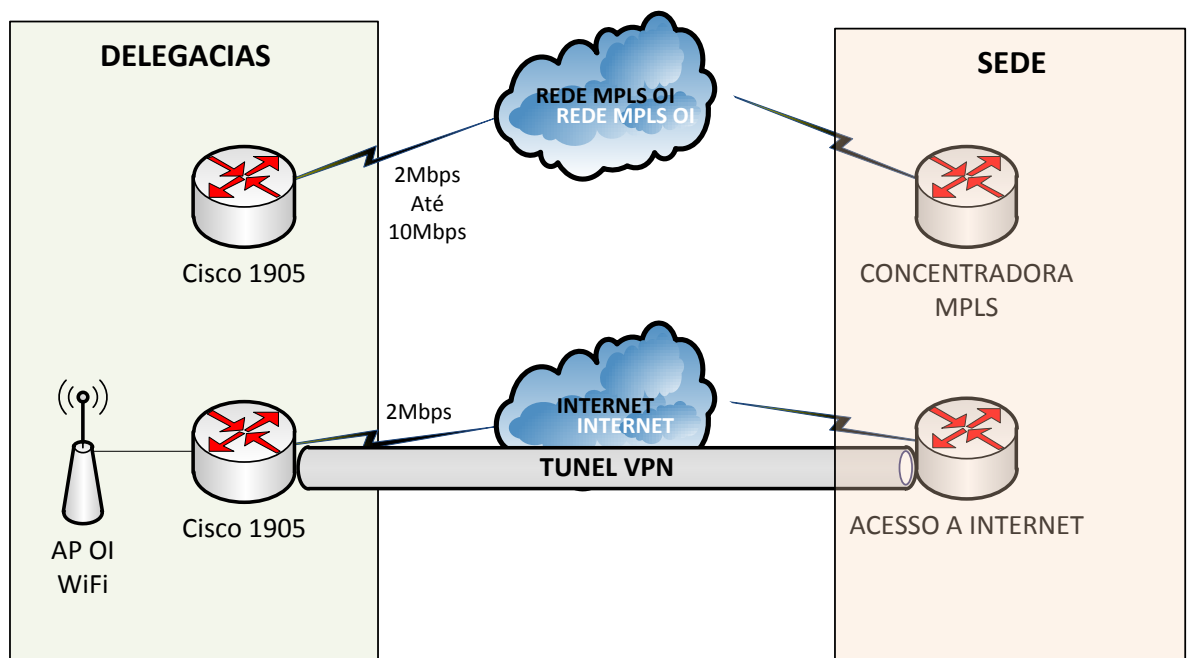 DELEGACIAS
SEDE
REDE MPLS OI
REDE MPLS OI
2Mbps
Até
10Mbps
Cisco 1905
CONCENTRADORA
MPLS
2Mbps
INTERNET
INTERNET
TUNEL VPN
Cisco 1905
ACESSO A INTERNET
AP OI
WiFi